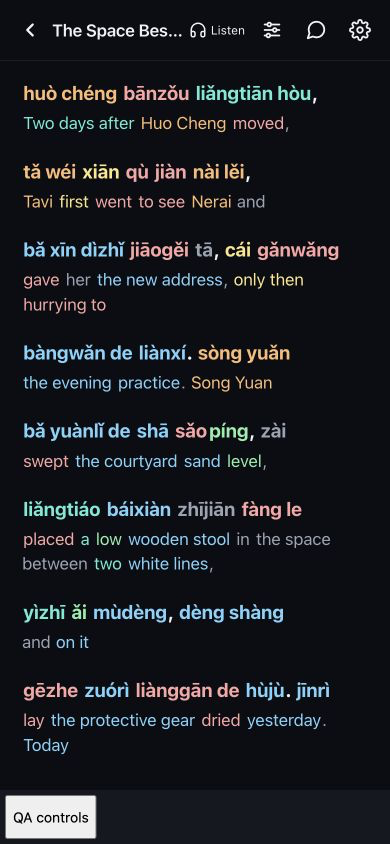 The Space Bes... Listen
huò chéng bānzǒu liǎngtiān hòu,
Two days after Huo Cheng moved,
tǎ wéi xiān qù jiàn nài lěi,
Tavi first went to see Nerai and
bǎ xīn dìzhǐ jiāogěi tā, cái gǎnwǎng
gave her the new address, only then
hurrying to
bàngwǎn de liànxí. sòng yuǎn
the evening practice. Song Yuan
bǎ yuànlǐ de shā sǎopíng, zài
swept the courtyard sand level,
liǎngtiáo báixiàn zhījiān fàng le
placed a low wooden stool in the space
between two white lines,
yìzhī ǎi mùdèng, dèng shàng
and on it
gēzhe zuórì liànggān de hùjù. jīnrì
lay the protective gear dried yesterday.
Today
QA controls